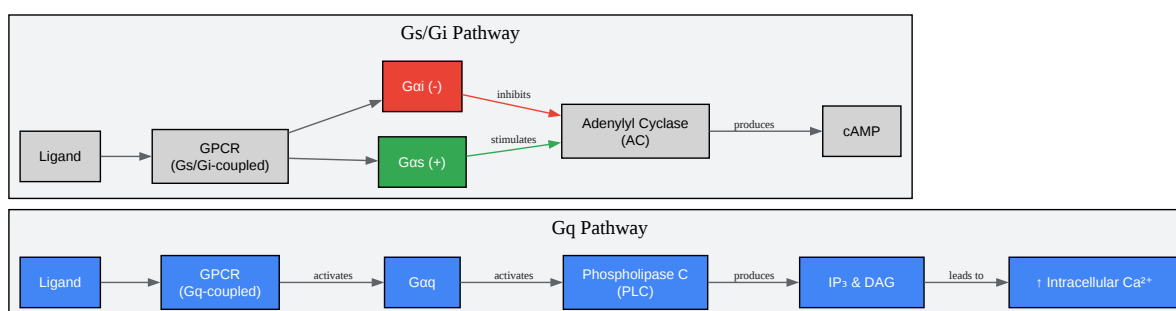 Gs/Gi Pathway
Ligand
GPCR
(Gs/Gi-coupled)
Gαi (-)
inhibits
Gαs (+)
stimulates
Adenylyl Cyclase
(AC)
produces
cAMP
Gq Pathway
Ligand
GPCR
(Gq-coupled)
activates
Gαq
activates
Phospholipase C
(PLC)
produces
IP₃ & DAG
leads to
↑ Intracellular Ca²⁺